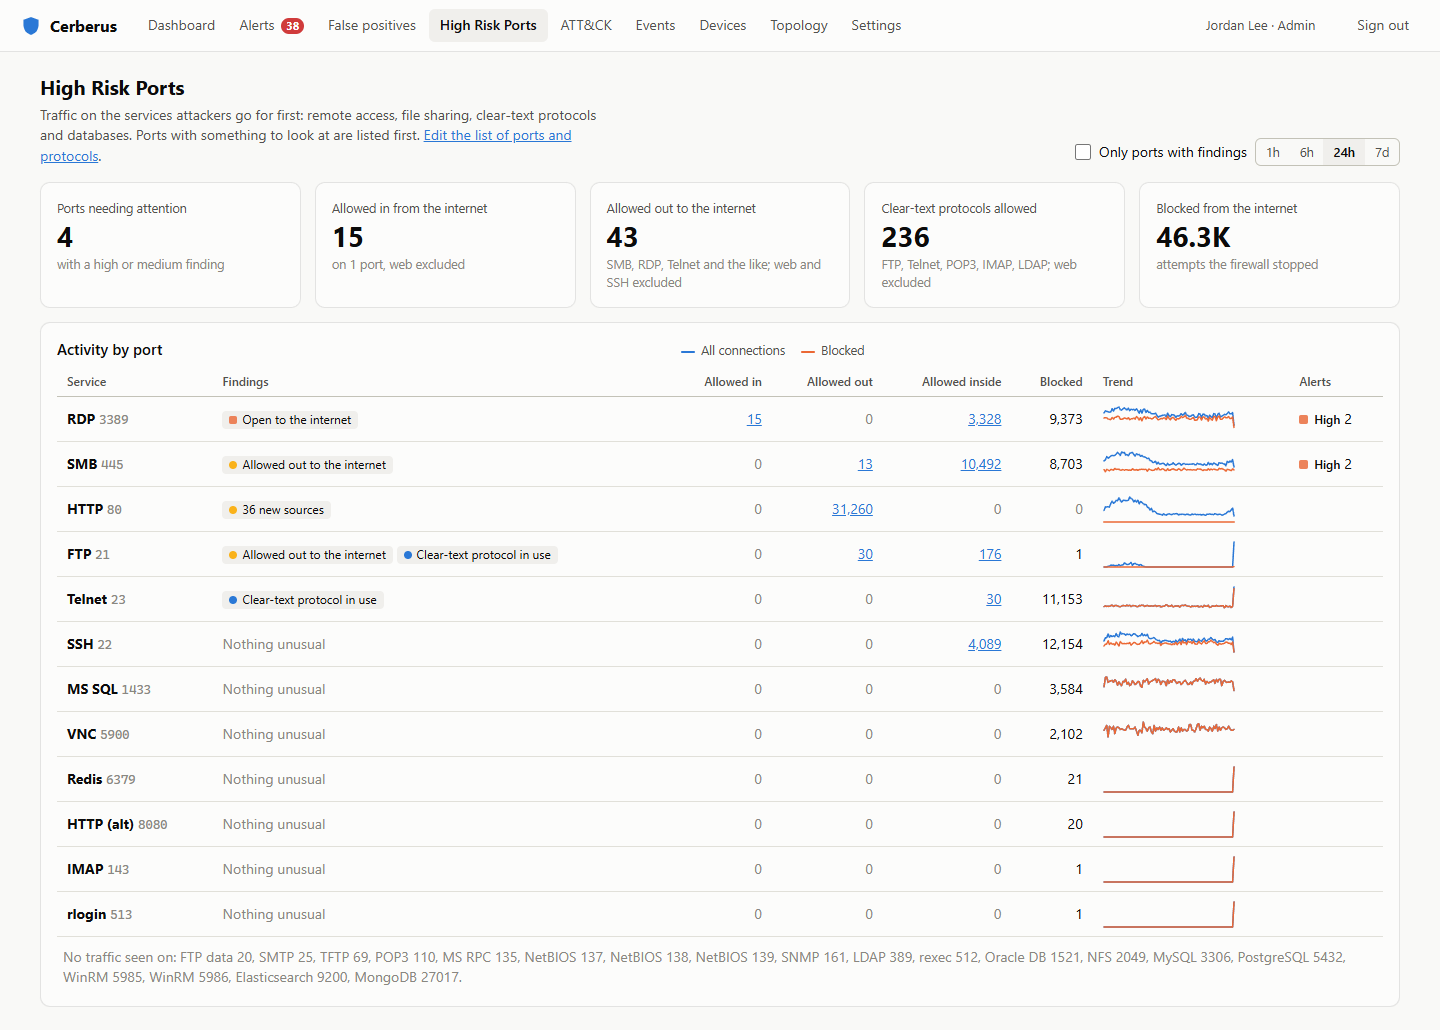 Cerberus Dashboard Alerts 38 False positives High Risk Ports ATT&CK Events Devices Topology Settings Jordan Lee · Admin Sign out
High Risk Ports
Traffic on the services attackers go for first: remote access, file sharing, clear-text protocols
and databases. Ports with something to look at are listed first. Edit the list of ports and
protocols.
Only ports with findings 1h 6h 24h 7d
Ports needing attention
4
with a high or medium finding
Allowed in from the internet
15
on 1 port, web excluded
Allowed out to the internet
43
SMB, RDP, Telnet and the like; web and
SSH excluded
Clear-text protocols allowed
236
FTP, Telnet, POP3, IMAP, LDAP; web
excluded
Blocked from the internet
46.3K
attempts the firewall stopped
Activity by port All connections Blocked
Service Findings Allowed in Allowed out Allowed inside Blocked Trend Alerts
RDP 3389 Open to the internet 15 0 3,328 9,373 High 2
SMB 445 Allowed out to the internet 0 13 10,492 8,703 High 2
HTTP 80 36 new sources 0 31,260 0 0
FTP 21 Allowed out to the internet Clear-text protocol in use 0 30 176 1
Telnet 23 Clear-text protocol in use 0 0 30 11,153
SSH 22 Nothing unusual 0 0 4,089 12,154
MS SQL 1433 Nothing unusual 0 0 0 3,584
VNC 5900 Nothing unusual 0 0 0 2,102
Redis 6379 Nothing unusual 0 0 0 21
HTTP (alt) 8080 Nothing unusual 0 0 0 20
IMAP 143 Nothing unusual 0 0 0 1
rlogin 513 Nothing unusual 0 0 0 1
No traffic seen on: FTP data 20, SMTP 25, TFTP 69, POP3 110, MS RPC 135, NetBIOS 137, NetBIOS 138, NetBIOS 139, SNMP 161, LDAP 389, rexec 512, Oracle DB 1521, NFS 2049, MySQL 3306, PostgreSQL 5432,
WinRM 5985, WinRM 5986, Elasticsearch 9200, MongoDB 27017.